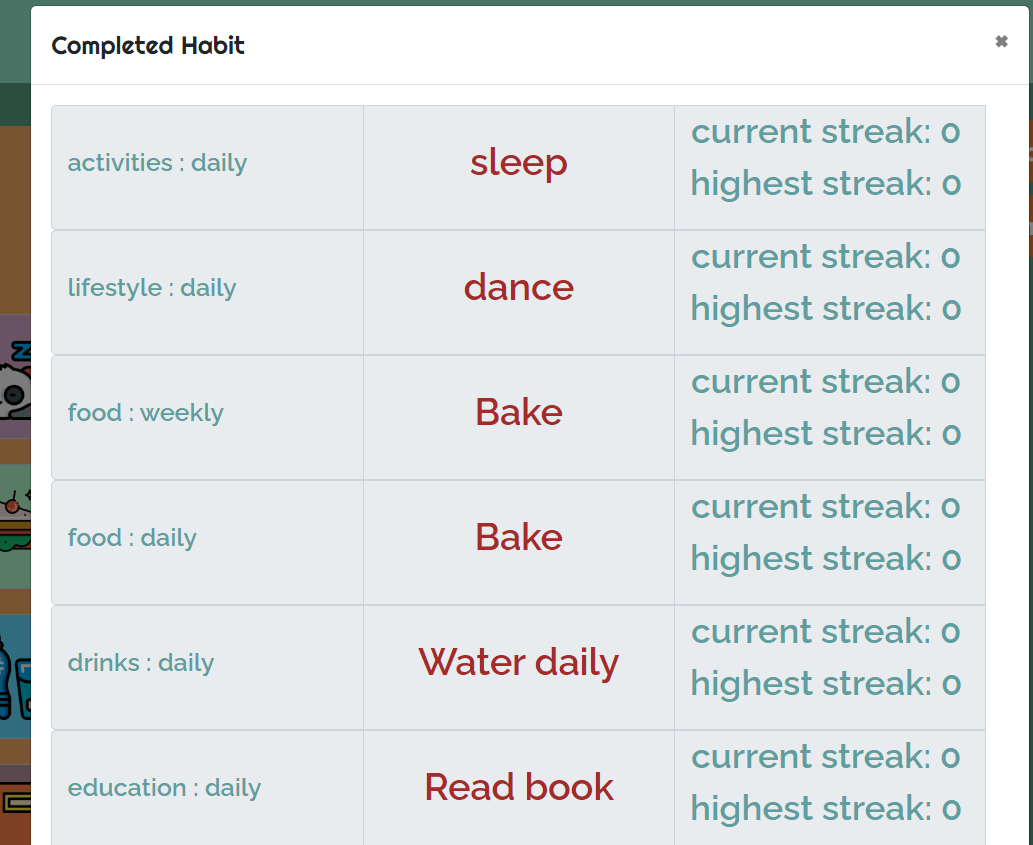 Completed Habit
activities : daily
sleep
current streak: 0
highest streak: 0
lifestyle : daily
dance
current streak: 0
highest streak: 0
food : weekly
Bake
current streak: 0
highest streak: 0
food : daily
Bake
current streak: 0
highest streak: 0
drinks : daily
Water daily
current streak: 0
highest streak: 0
education : daily
Read book
current streak: 0
highest streak: 0